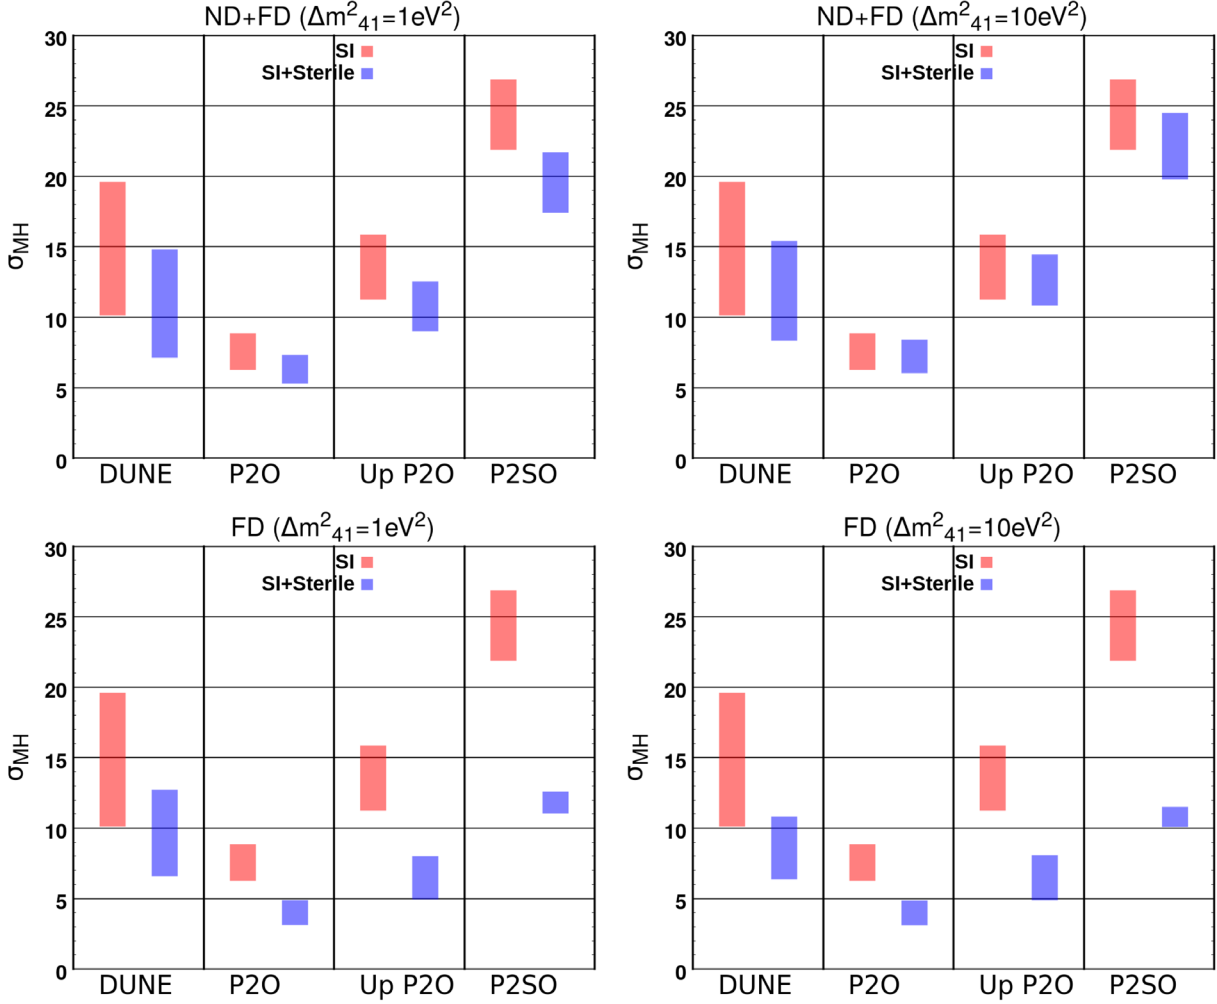 ND+FD (Δm²₄₁=1eV²)
30
25
20
15
10
5
0
σMH
SI
SI+Sterile
DUNE P2O Up P2O P2SO
ND+FD (Δm²₄₁=10eV²)
30
25
20
15
10
5
0
σMH
SI
SI+Sterile
DUNE P2O Up P2O P2SO
FD (Δm²₄₁=1eV²)
30
25
20
15
10
5
0
σMH
SI
SI+Sterile
DUNE P2O Up P2O P2SO
FD (Δm²₄₁=10eV²)
30
25
20
15
10
5
0
σMH
SI
SI+Sterile
DUNE P2O Up P2O P2SO